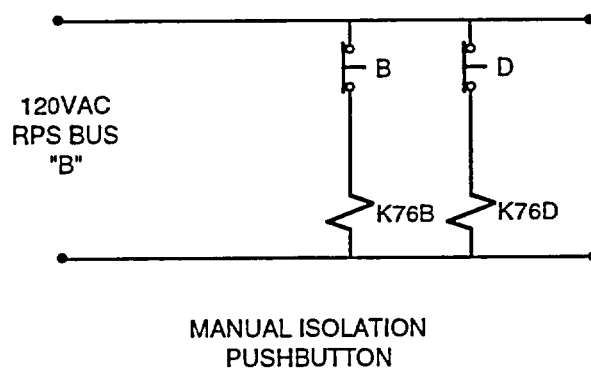 120VAC
RPS BUS
"B"
B
D
K76B
K76D
MANUAL ISOLATION
PUSHBUTTON